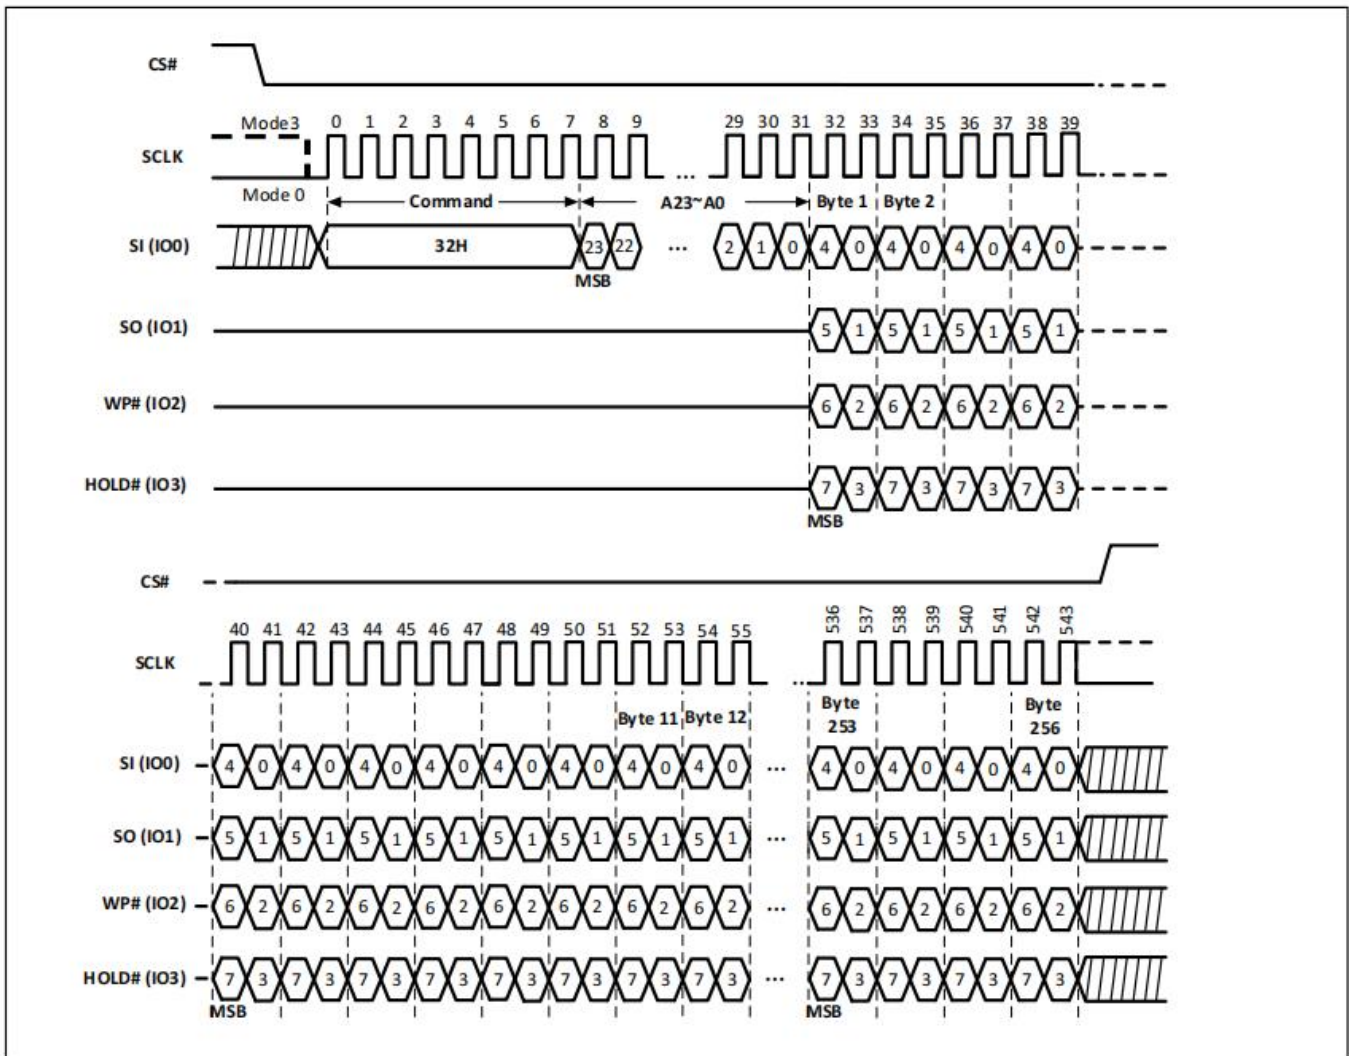 CS#
Mode3 0 1 2 3 4 5 6 7 8 9 29 30 31 32 33 34 35 36 37 38 39
SCLK ...
Mode 0 Command A23~A0 Byte 1 Byte 2
SI (IO0) 32H 23 22 ... 2 1 0 4 0 4 0 4 0 4 0
MSB
SO (IO1) 5 1 5 1 5 1 5 1
WP# (IO2) 6 2 6 2 6 2 6 2
HOLD# (IO3) 7 3 7 3 7 3 7 3
MSB
CS#
40 41 42 43 44 45 46 47 48 49 50 51 52 53 54 55 536 537 538 539 540 541 542 543
SCLK ..
Byte 11 Byte 12 Byte 253 Byte 256
SI (IO0) 4 0 4 0 4 0 4 0 4 0 4 0 4 0 4 0 ... 4 0 4 0 4 0 4 0
SO (IO1) 5 1 5 1 5 1 5 1 5 1 5 1 5 1 5 1 ... 5 1 5 1 5 1 5 1
WP# (IO2) 6 2 6 2 6 2 6 2 6 2 6 2 6 2 6 2 ... 6 2 6 2 6 2 6 2
HOLD# (IO3) 7 3 7 3 7 3 7 3 7 3 7 3 7 3 7 3 ... 7 3 7 3 7 3 7 3
MSB MSB